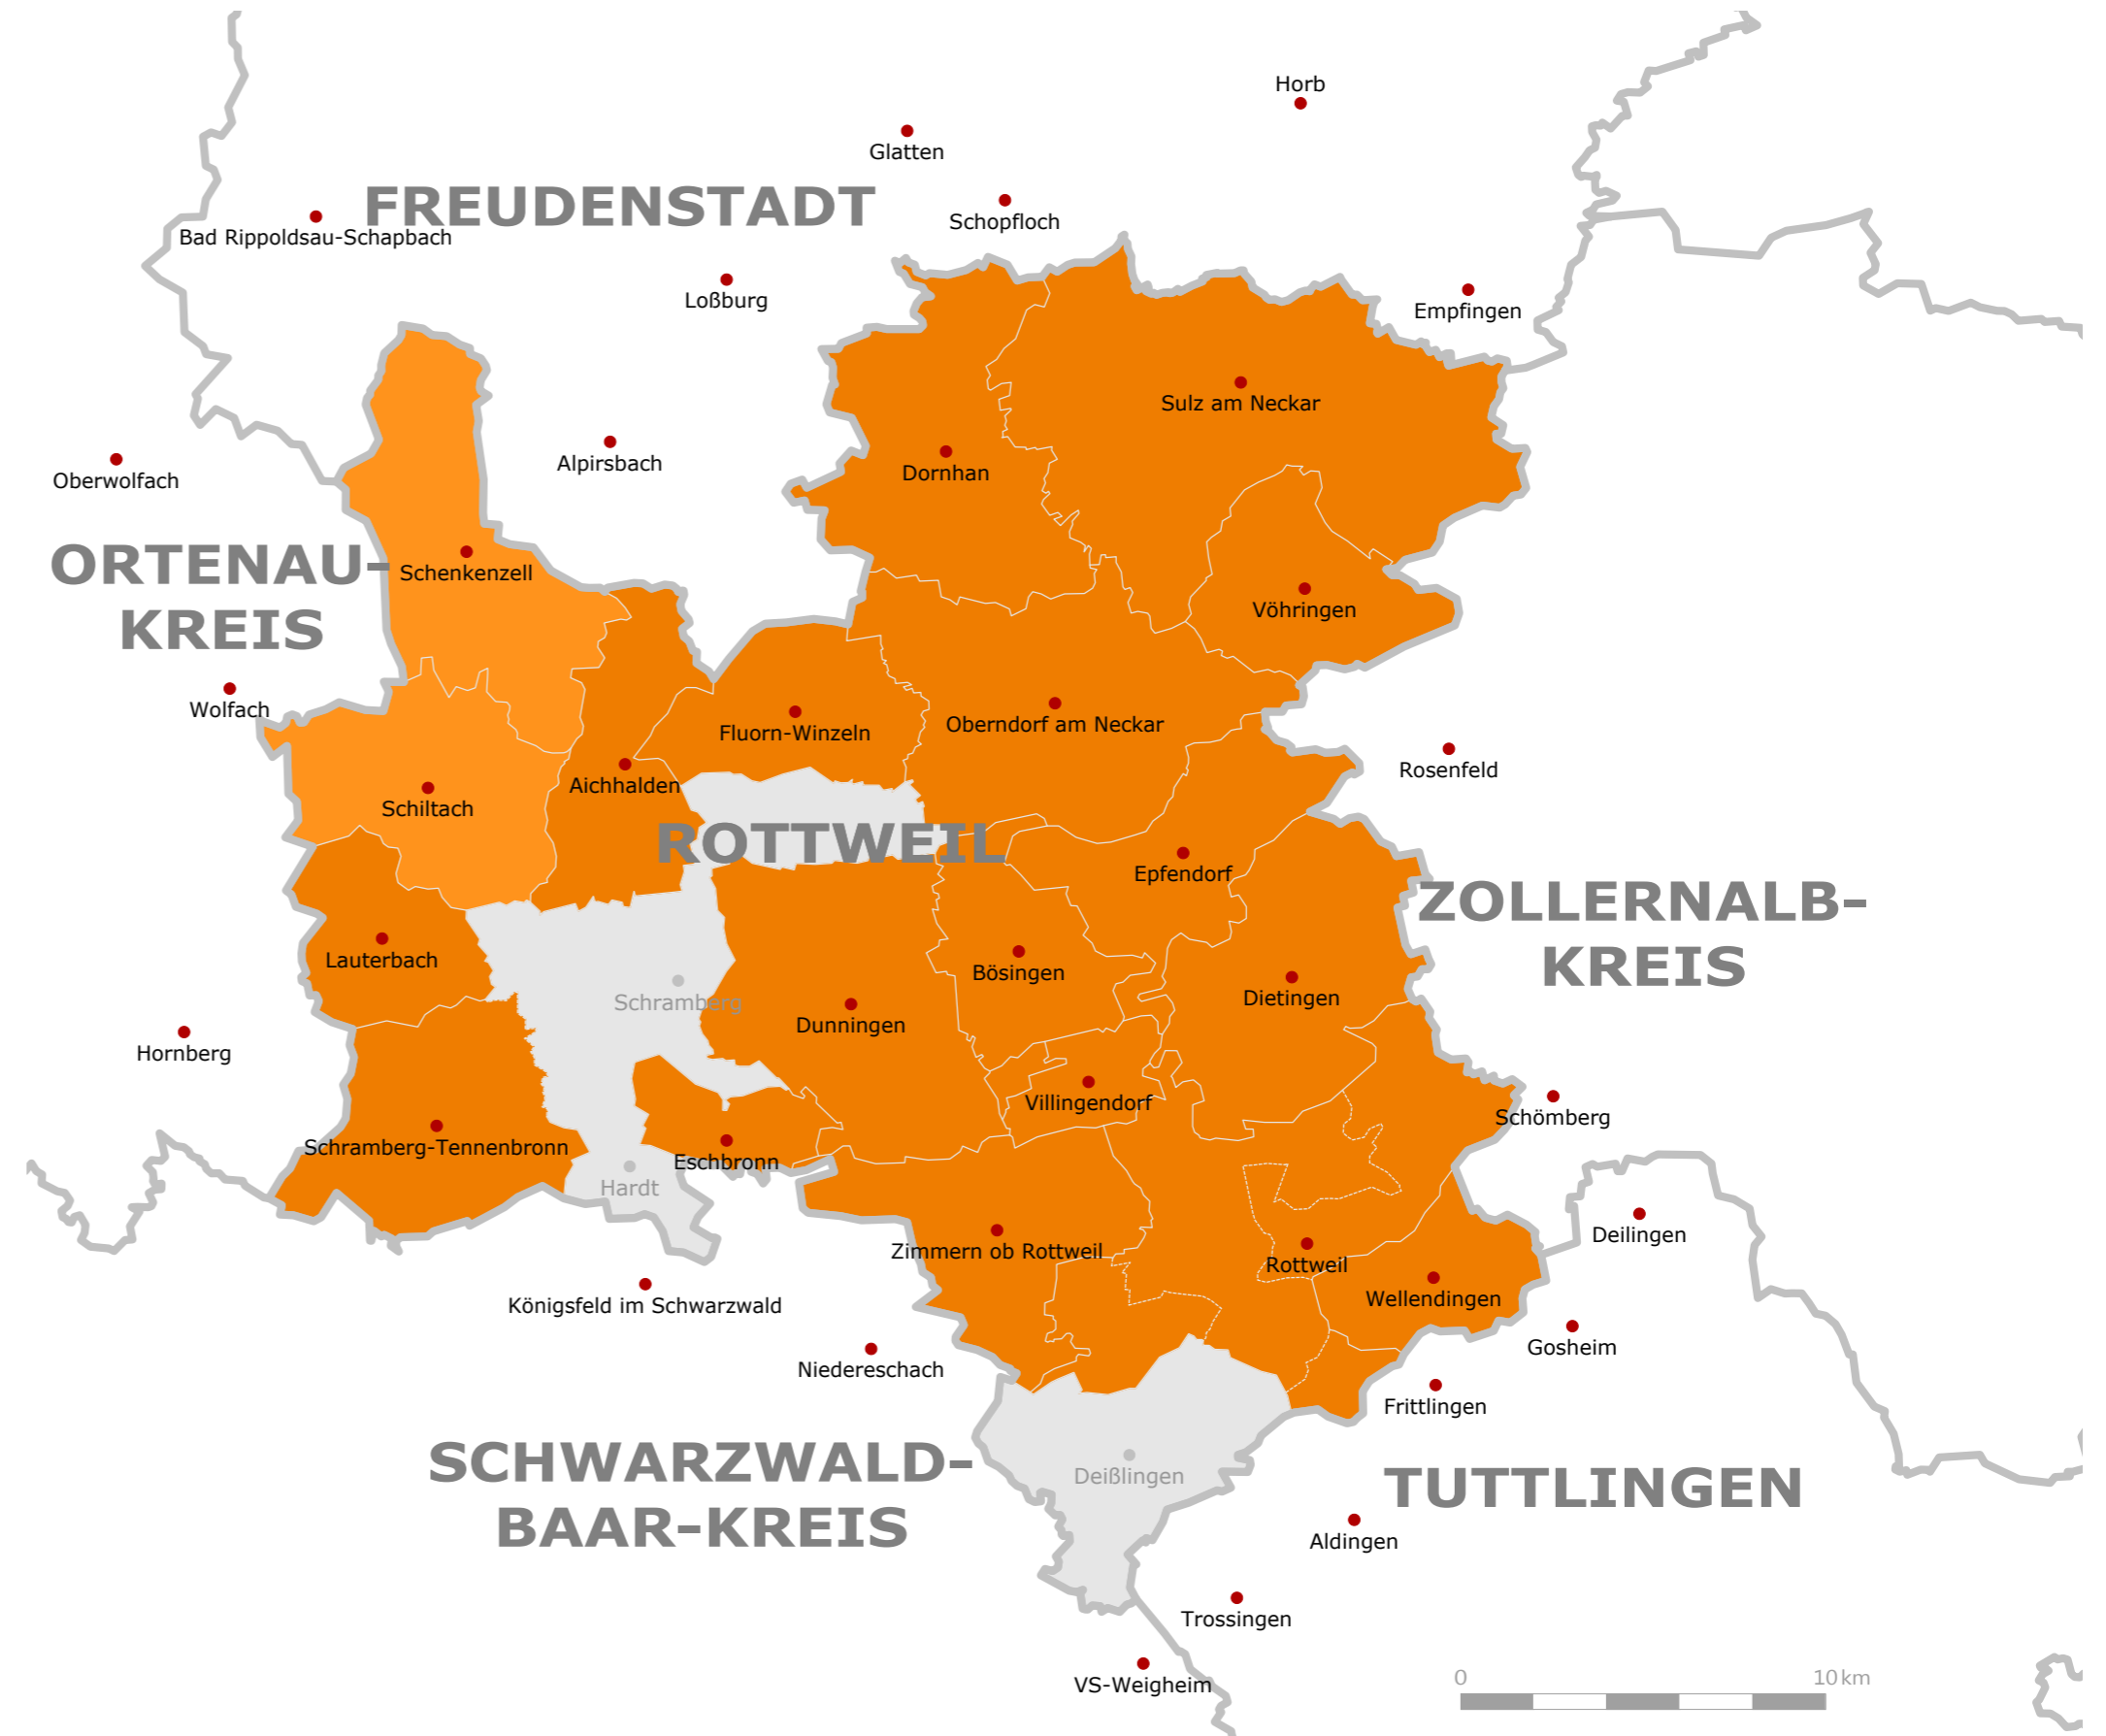 Horb
Glatten
FREUDENSTADT
Schopfloch
Bad Rippoldsau-Schapbach
Loßburg
Empfingen
Sulz am Neckar
Alpirsbach
Dornhan
Oberwolfach
ORTENAU-
KREIS
Schenkenzell
Vöhringen
Wolfach
Fluorn-Winzeln
Oberndorf am Neckar
Rosenfeld
Aichhalden
Schiltach
ROTTWEIL
Epfendorf
ZOLLERNALB-
KREIS
Lauterbach
Bösingen
Dietingen
Schramberg
Dunningen
Hornberg
Villingendorf
Schömberg
Schramberg-Tennenbronn
Eschbronn
Hardt
Deilingen
Zimmern ob Rottweil
Rottweil
Wellendingen
Königsfeld im Schwarzwald
Gosheim
Niedereschach
Frittlingen
SCHWARZWALD-
BAAR-KREIS
Deißlingen
TUTTLINGEN
Aldingen
Trossingen
VS-Weigheim
0 10 km